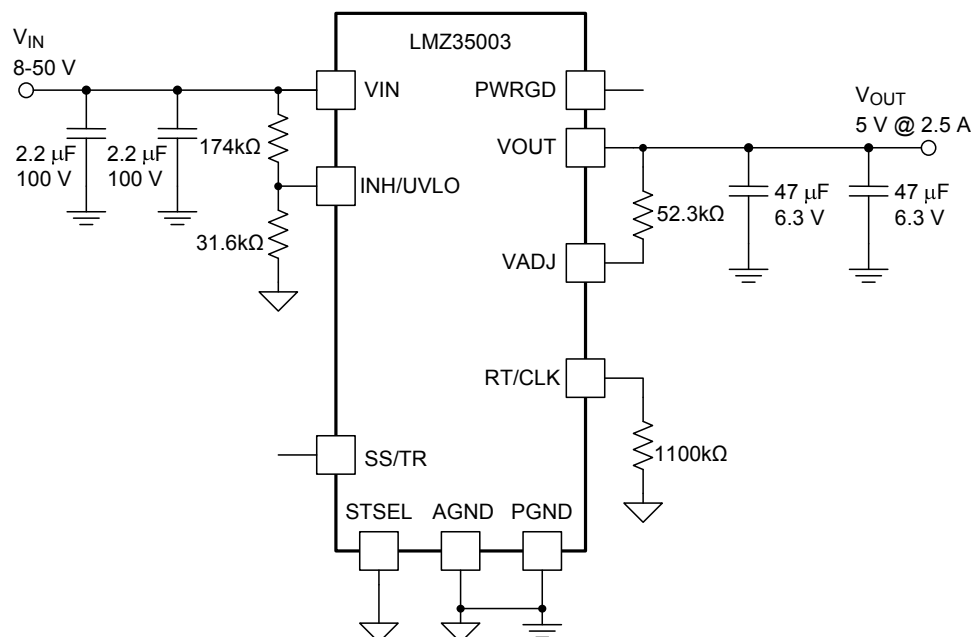 LMZ35003
V_IN
8-50 V
VIN
PWRGD
V_OUT
5 V @ 2.5 A
2.2 μF
100 V
2.2 μF
100 V
174kΩ
VOUT
INH/UVLO
52.3kΩ
47 μF
6.3 V
47 μF
6.3 V
31.6kΩ
VADJ
RT/CLK
SS/TR
1100kΩ
STSEL
AGND
PGND